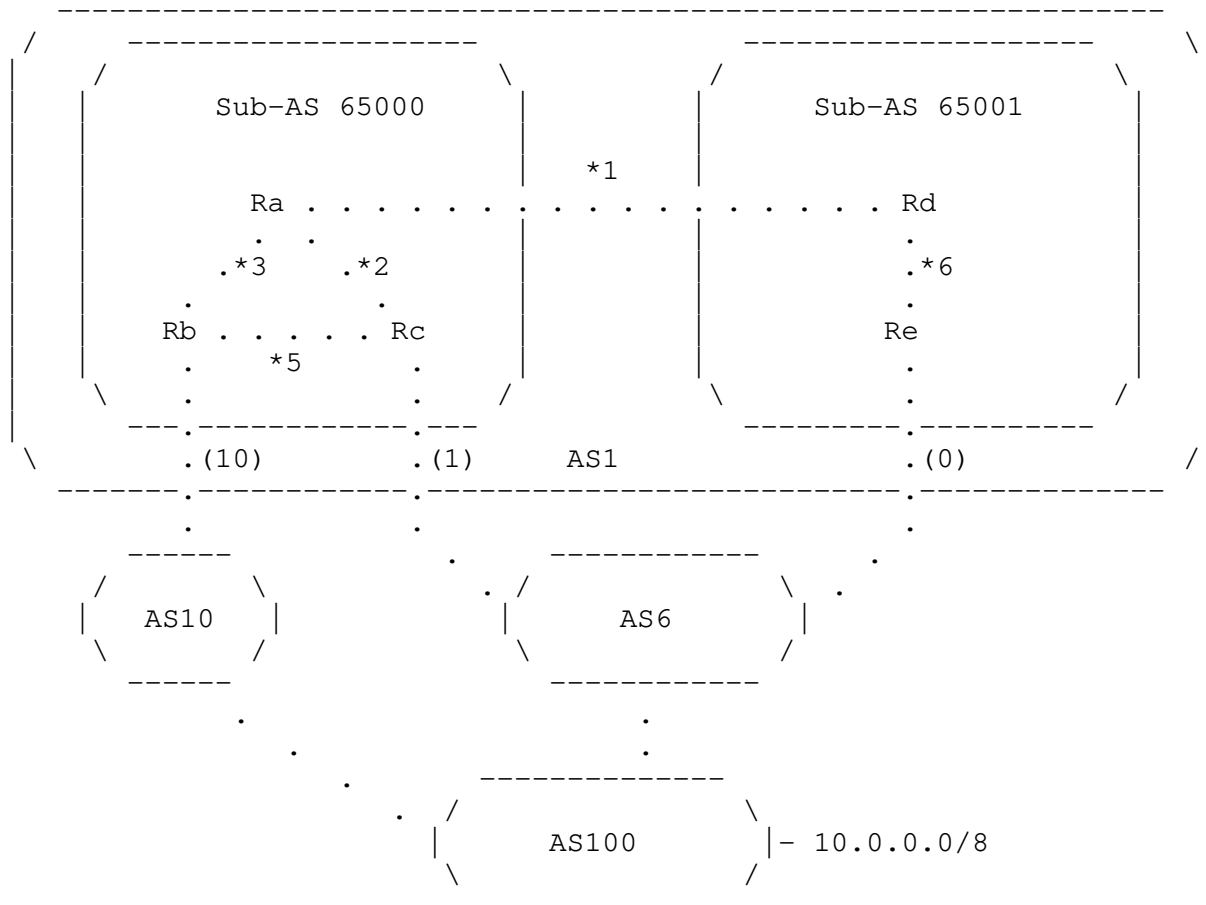 Sub-AS 65000 Sub-AS 65001
*1
Ra Rd
*3 *2 *6
Rb Rc Re
*5
(10) (1) AS1 (0)
AS10 AS6
AS100 - 10.0.0.0/8